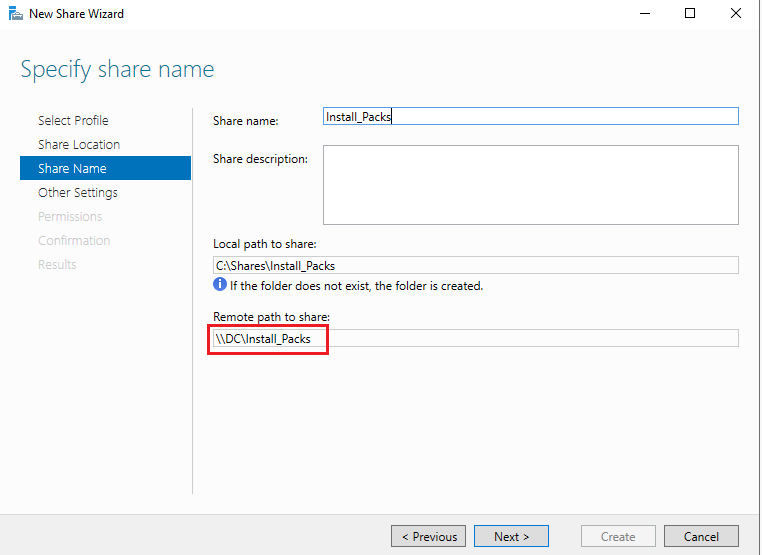 New Share Wizard
Specify share name
Select Profile
Share Location
Share Name
Other Settings
Permissions
Confirmation
Results
Share name:
Install_Packs
Share description:
Local path to share:
C:\Shares\Install_Packs
If the folder does not exist, the folder is created.
Remote path to share:
\\DC\Install_Packs
< Previous
Next >
Create
Cancel